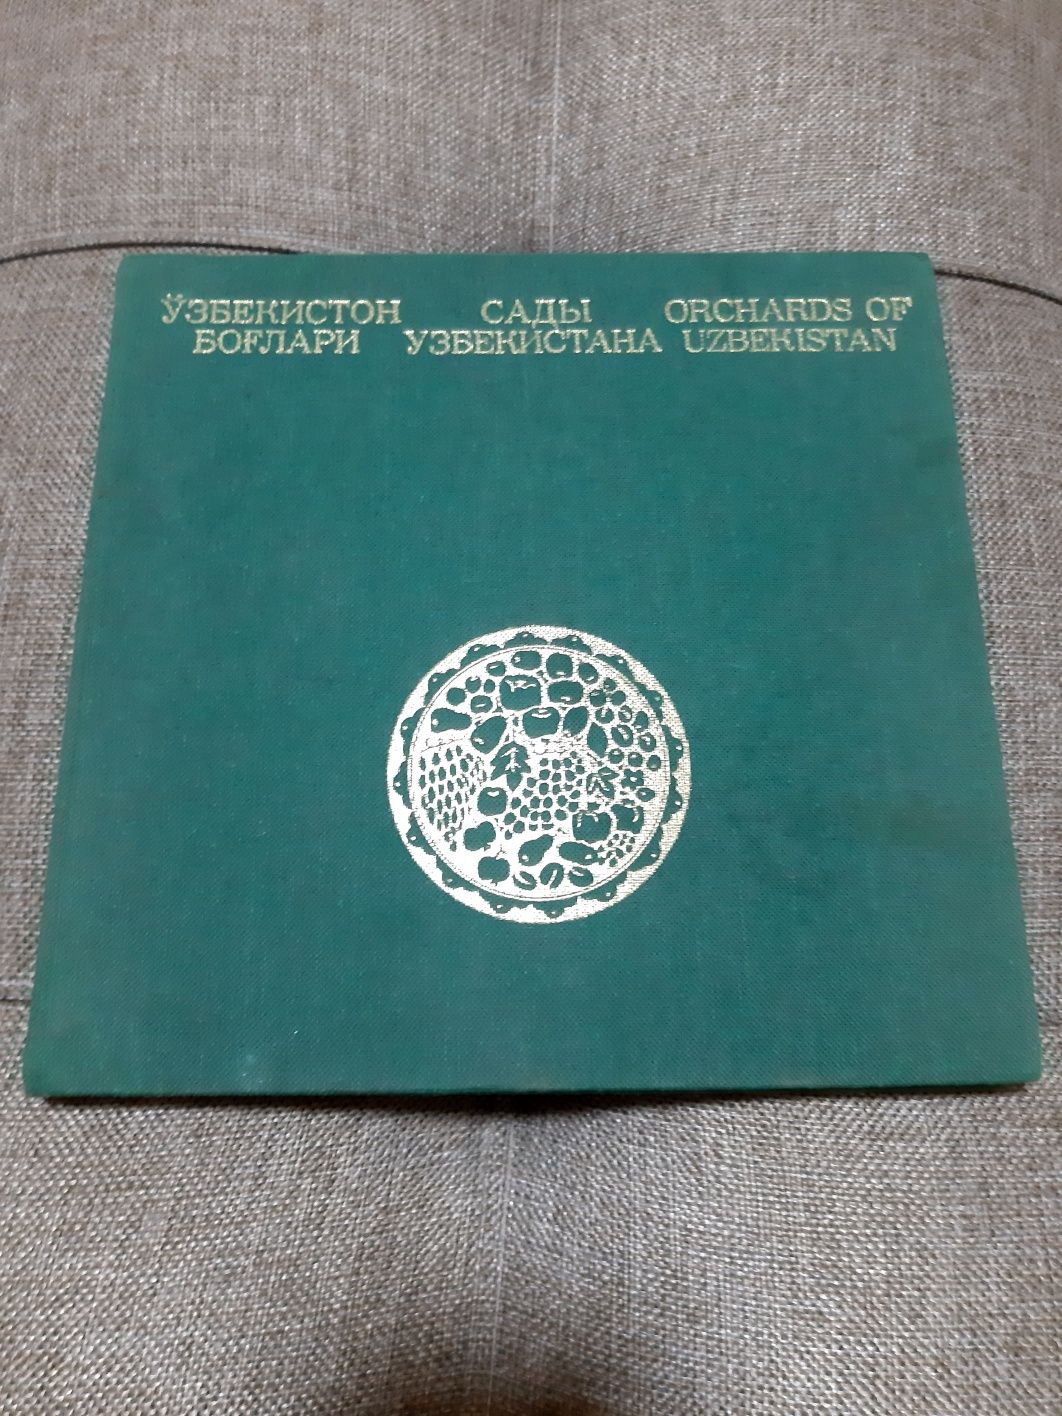 ЎЗБЕКИСТОН
БОҒЛАРИ
САДЫ
УЗБЕКИСТАНА
ORCHARDS OF
UZBEKISTAN